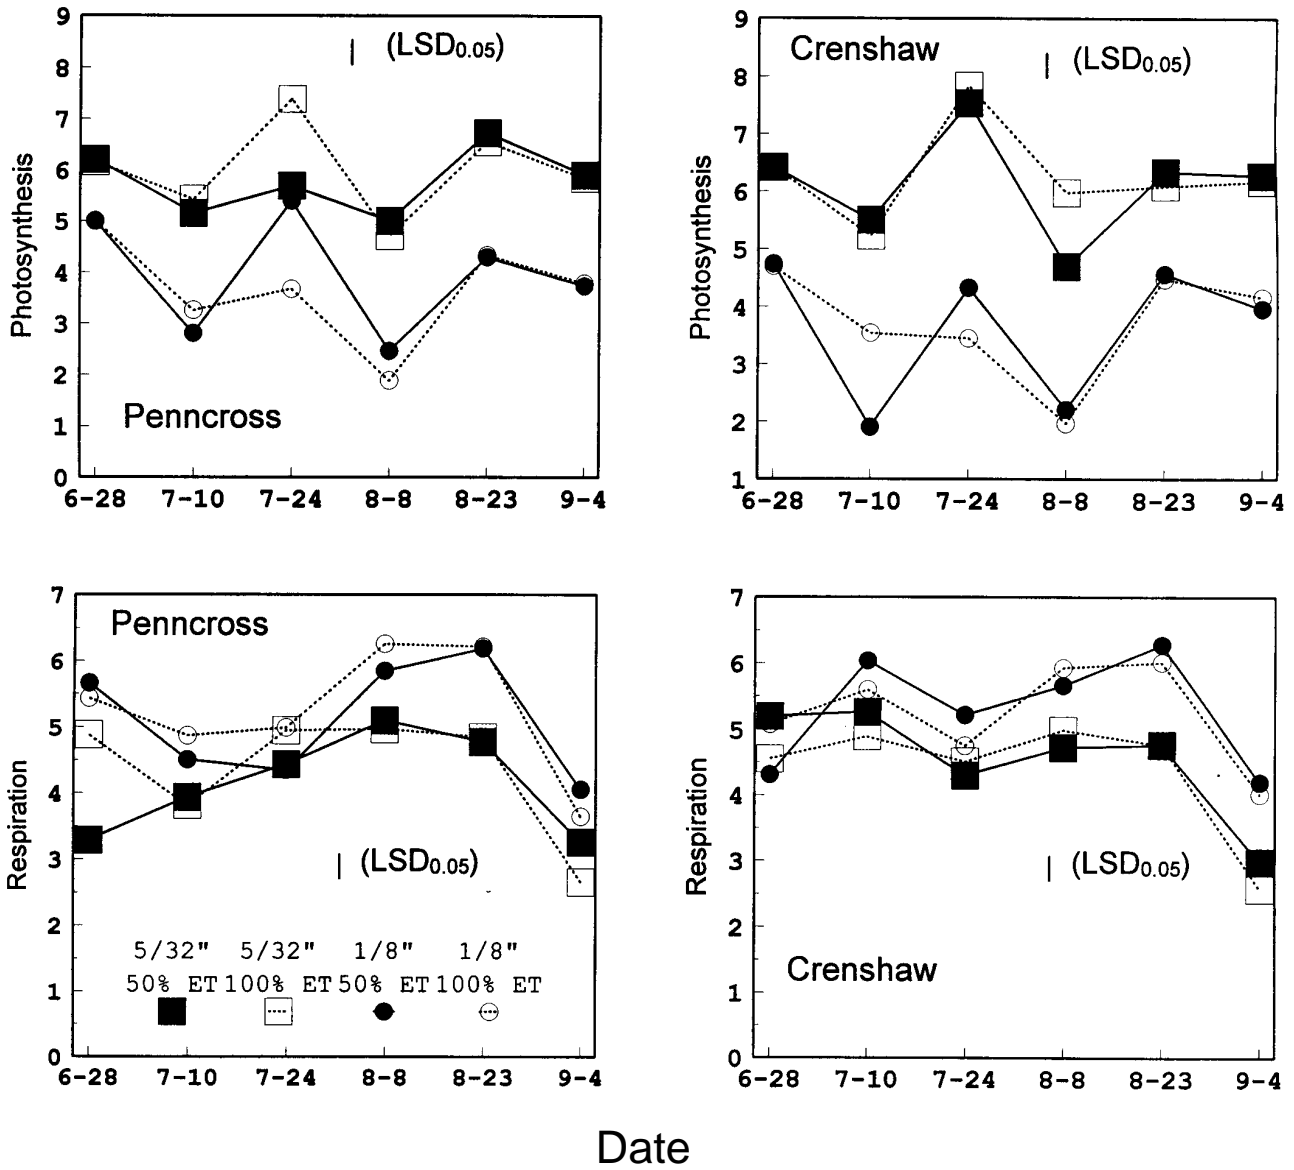 9
8
7
6
5
4
3
2
1
0
Photosynthesis
(LSD0.05)
Penncross
6-28 7-10 7-24 8-8 8-23 9-4
9
8
7
6
5
4
3
2
1
Photosynthesis
Crenshaw
(LSD0.05)
6-28 7-10 7-24 8-8 8-23 9-4
7
6
5
4
3
2
1
0
Respiration
Penncross
(LSD0.05)
5/32" 5/32" 1/8" 1/8"
50% ET 100% ET 50% ET 100% ET
6-28 7-10 7-24 8-8 8-23 9-4
7
6
5
4
3
2
1
0
Respiration
(LSD0.05)
Crenshaw
6-28 7-10 7-24 8-8 8-23 9-4
Date